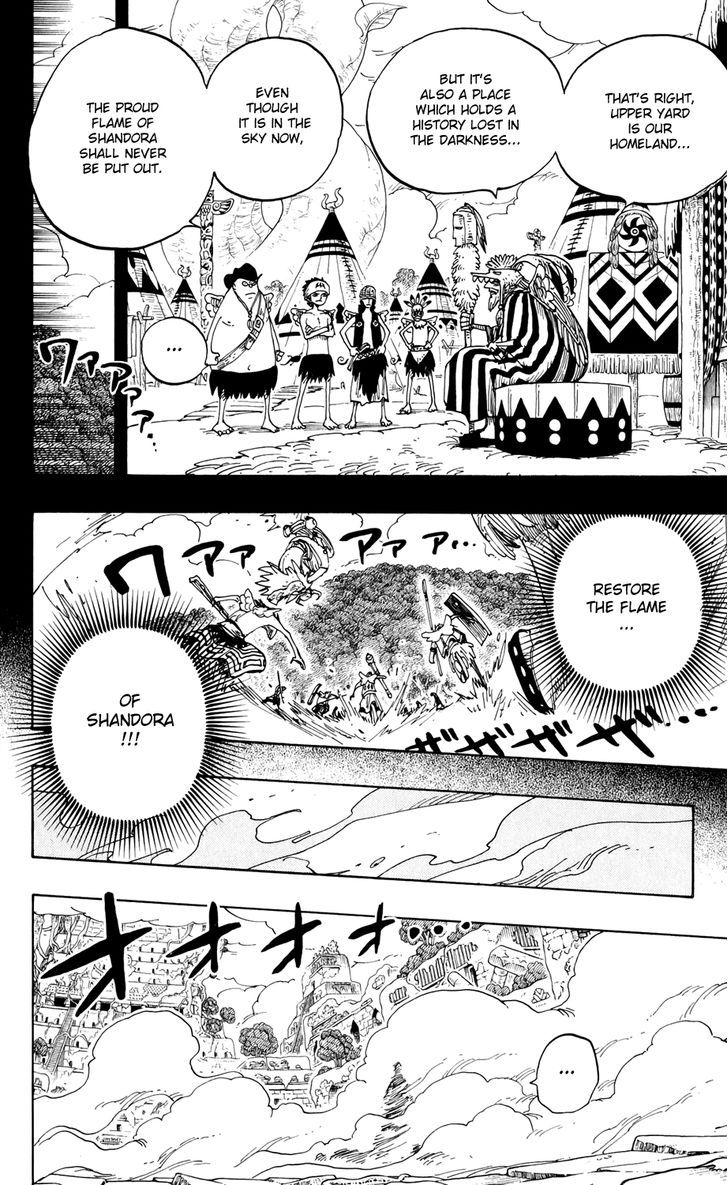 THAT'S RIGHT,
UPPER YARD
IS OUR
HOMELAND...
BUT IT'S
ALSO A PLACE
WHICH HOLDS A
HISTORY LOST IN
THE DARKNESS...
EVEN
THOUGH
IT IS IN THE
SKY NOW,
THE PROUD
FLAME OF
SHANDORA
SHALL NEVER
BE PUT OUT.
...
ワァァァ...
RESTORE
THE FLAME
...
ワァァァァァ...
OF
SHANDORA
!!!
ザザザザ....
オオオオ...
...